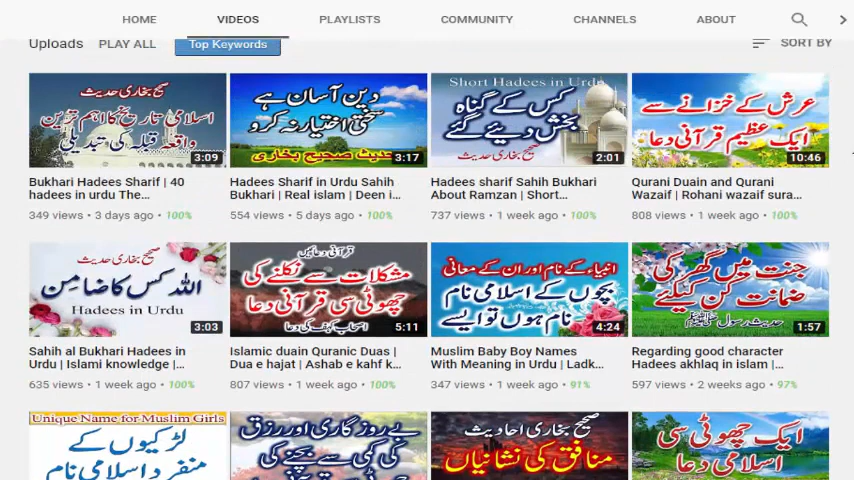 HOME VIDEOS PLAYLISTS COMMUNITY CHANNELS ABOUT
Uploads PLAY ALL Top Keywords SORT BY
صحیح بخاری حدیث
اسلامی تاریخ کا اہم ترین
واقعہ قبلہ کی تبدیلی
3:09
دین آسان ہے
سختی اختیار نہ کرو
حدیث صحیح بخاری
3:17
Short Hadees in Urdu
کس کے گناہ
بخش دیئے گئے
صحیح بخاری حدیث
2:01
عرش کے خزانے سے
ایک عظیم قرآنی دعا
10:46
Bukhari Hadees Sharif | 40
hadees in urdu The...
349 views • 3 days ago • 100%
Hadees Sharif in Urdu Sahih
Bukhari | Real islam | Deen i...
554 views • 5 days ago • 100%
Hadees sharif Sahih Bukhari
About Ramzan | Short...
737 views • 1 week ago • 100%
Qurani Duain and Qurani
Wazaif | Rohani wazaif sura...
808 views • 1 week ago • 100%
صحیح بخاری حدیث
اللہ کس کا ضامن
Hadees in Urdu
3:03
قرآنی دعائیں
مشکلات سے نکلنے کی
چھوٹی سی قرآنی دعا
اصحاب کہف کی دعا
5:11
انبیاء کے نام اور ان کے معانی
بچوں کے اسلامی نام
نام ہوں تو ایسے
4:24
جنت میں گھر کی
ضمانت کن کیلئے
حدیث رسول ﷺ
1:57
Sahih al Bukhari Hadees in
Urdu | Islami knowledge |...
635 views • 1 week ago • 100%
Islamic duain Quranic Duas |
Dua e hajat | Ashab e kahf k...
807 views • 1 week ago • 100%
Muslim Baby Boy Names
With Meaning in Urdu | Ladk...
347 views • 1 week ago • 91%
Regarding good character
Hadees akhlaq in islam |...
597 views • 2 weeks ago • 97%
Unique Name for Muslim Girls
لڑکیوں کے
منفرد اسلامی نام
بے روزگاری اور رزق
کی کمی سے بچنے کی
صحیح بخاری احادیث
منافق کی نشانیاں
ایک چھوٹی سی
اسلامی دعا